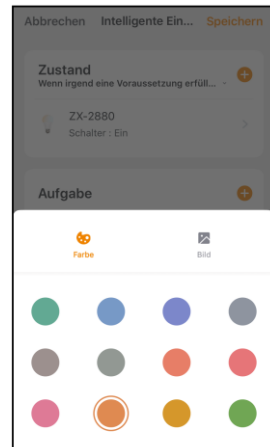 Abbrechen Intelligente Ein... Speichern
Zustand
Wenn irgend eine Voraussetzung erfüll...
ZX-2880
Schalter : Ein
Aufgabe
Farbe Bild